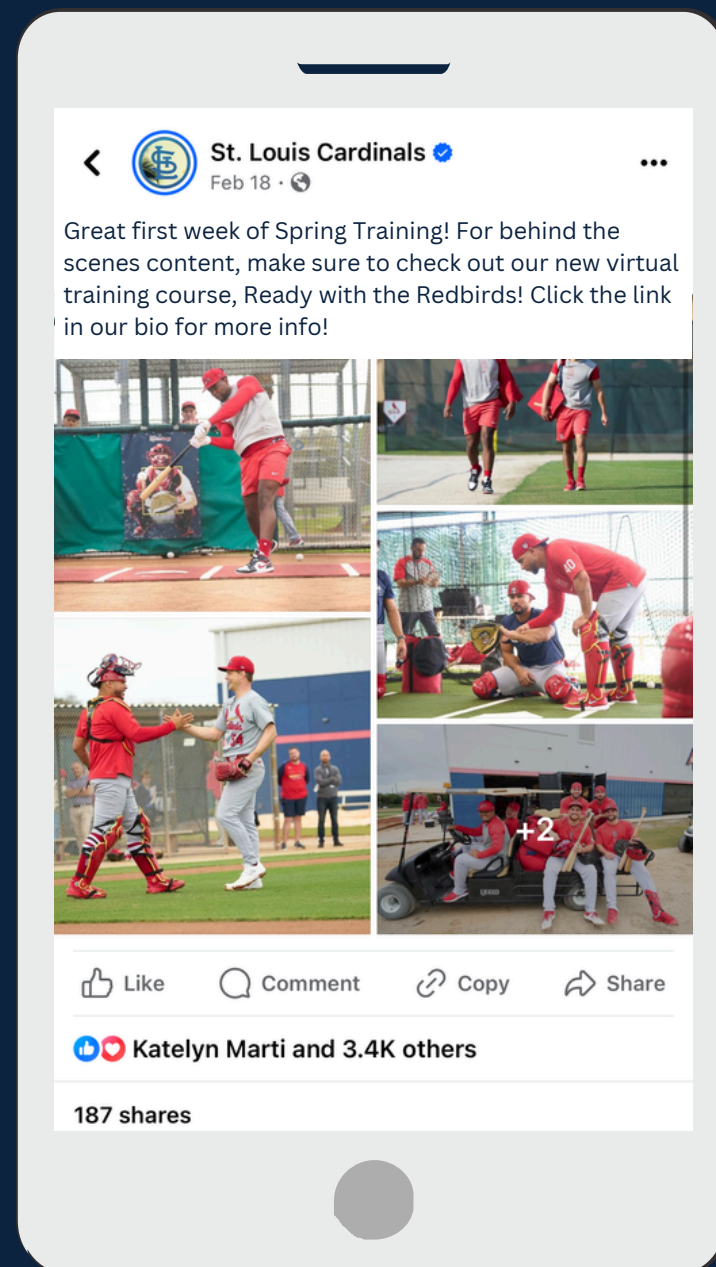 St. Louis Cardinals
Feb 18 ·
Great first week of Spring Training! For behind the
scenes content, make sure to check out our new virtual
training course, Ready with the Redbirds! Click the link
in our bio for more info!
40
+2
Like Comment Copy Share
Katelyn Marti and 3.4K others
187 shares